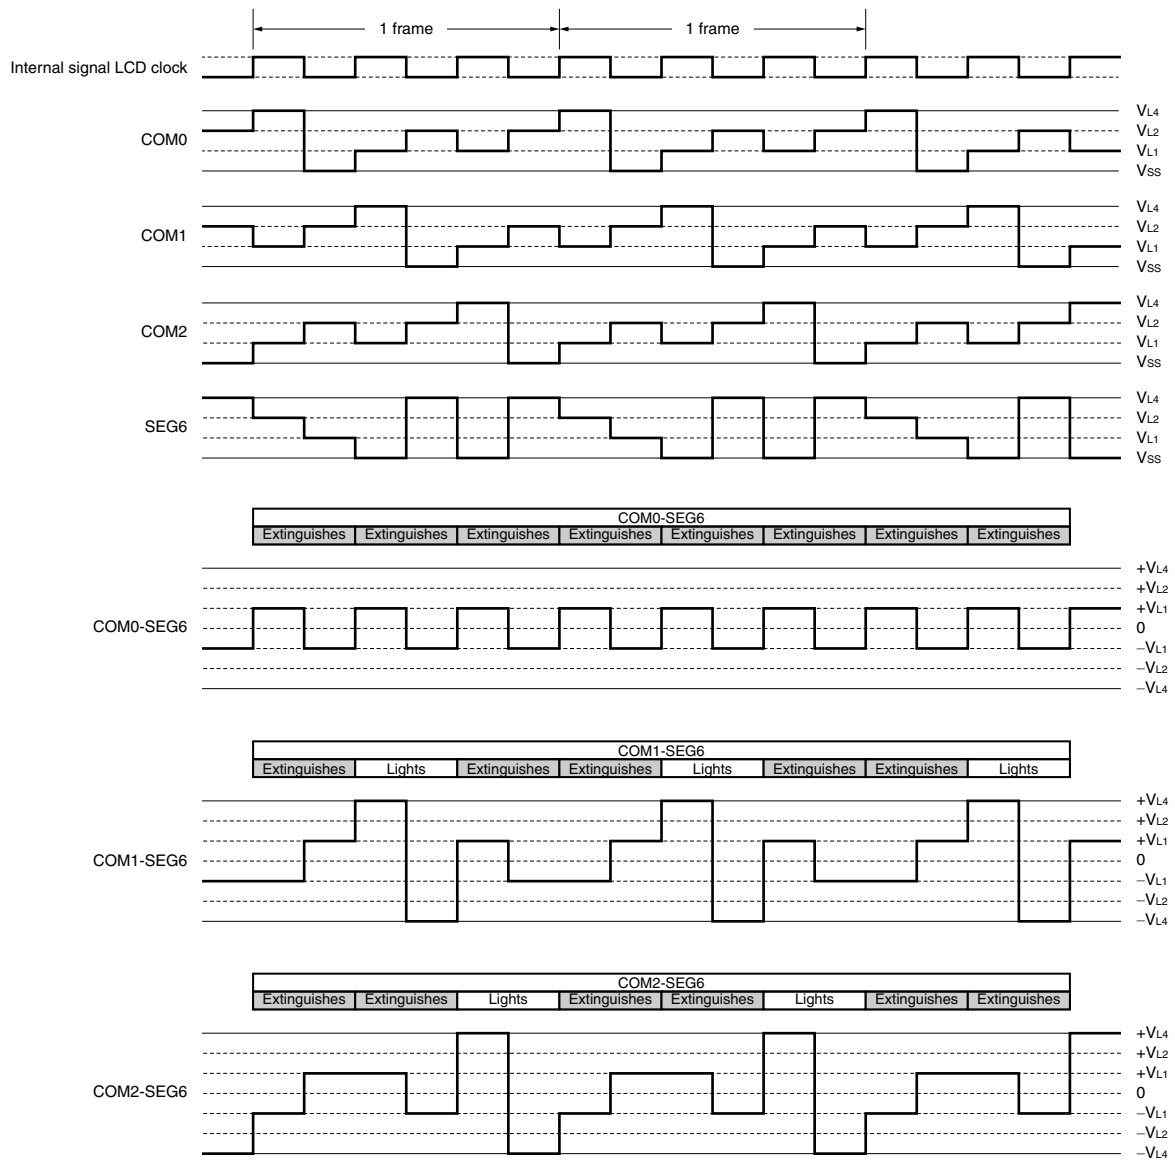 1 frame 1 frame
Internal signal LCD clock
COM0
VL4
VL2
VL1
VSS
COM1
VL4
VL2
VL1
VSS
COM2
VL4
VL2
VL1
VSS
SEG6
VL4
VL2
VL1
VSS
COM0-SEG6
Extinguishes Extinguishes Extinguishes Extinguishes Extinguishes Extinguishes Extinguishes Extinguishes
COM0-SEG6
+VL4
+VL2
+VL1
0
−VL1
−VL2
−VL4
COM1-SEG6
Extinguishes Lights Extinguishes Extinguishes Lights Extinguishes Extinguishes Lights
COM1-SEG6
+VL4
+VL2
+VL1
0
−VL1
−VL2
−VL4
COM2-SEG6
Extinguishes Extinguishes Lights Extinguishes Extinguishes Lights Extinguishes Extinguishes
COM2-SEG6
+VL4
+VL2
+VL1
0
−VL1
−VL2
−VL4